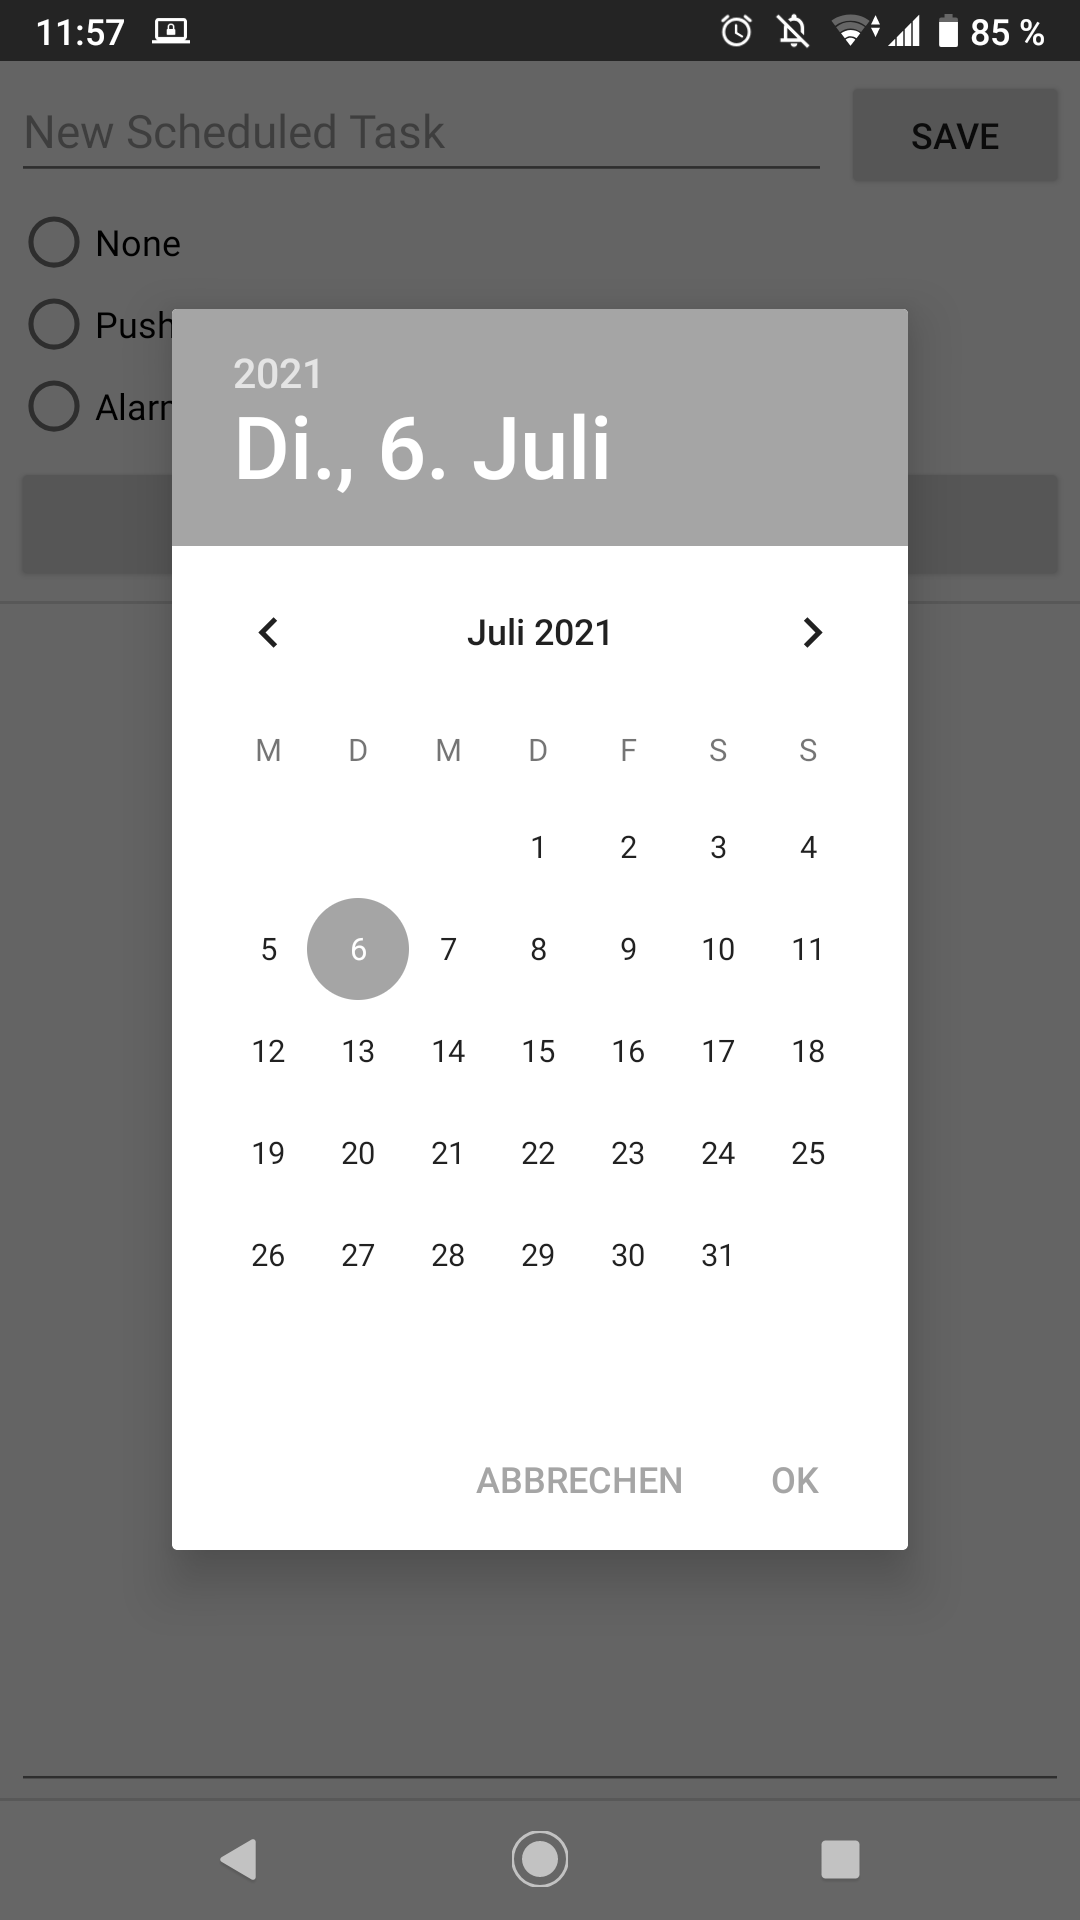 11:57 85 %
New Scheduled Task SAVE
None
Push
Alarm
2021
Di., 6. Juli
Juli 2021
M D M D F S S
1 2 3 4
5 6 7 8 9 10 11
12 13 14 15 16 17 18
19 20 21 22 23 24 25
26 27 28 29 30 31
ABBRECHEN OK